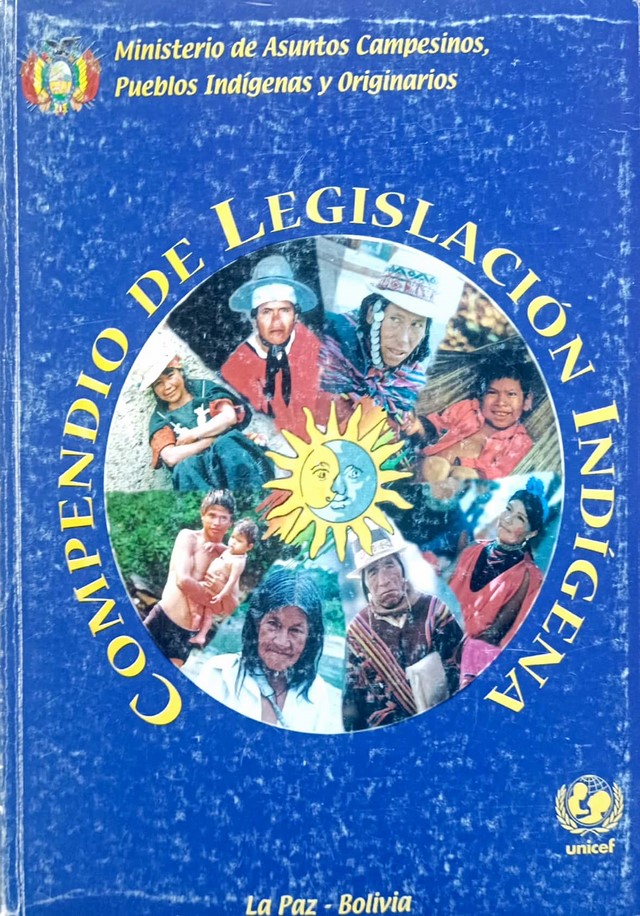 Ministerio de Asuntos Campesinos,
Pueblos Indígenas y Originarios
COMPENDIO DE LEGISLACIÓN INDÍGENA
unicef
La Paz - Bolivia